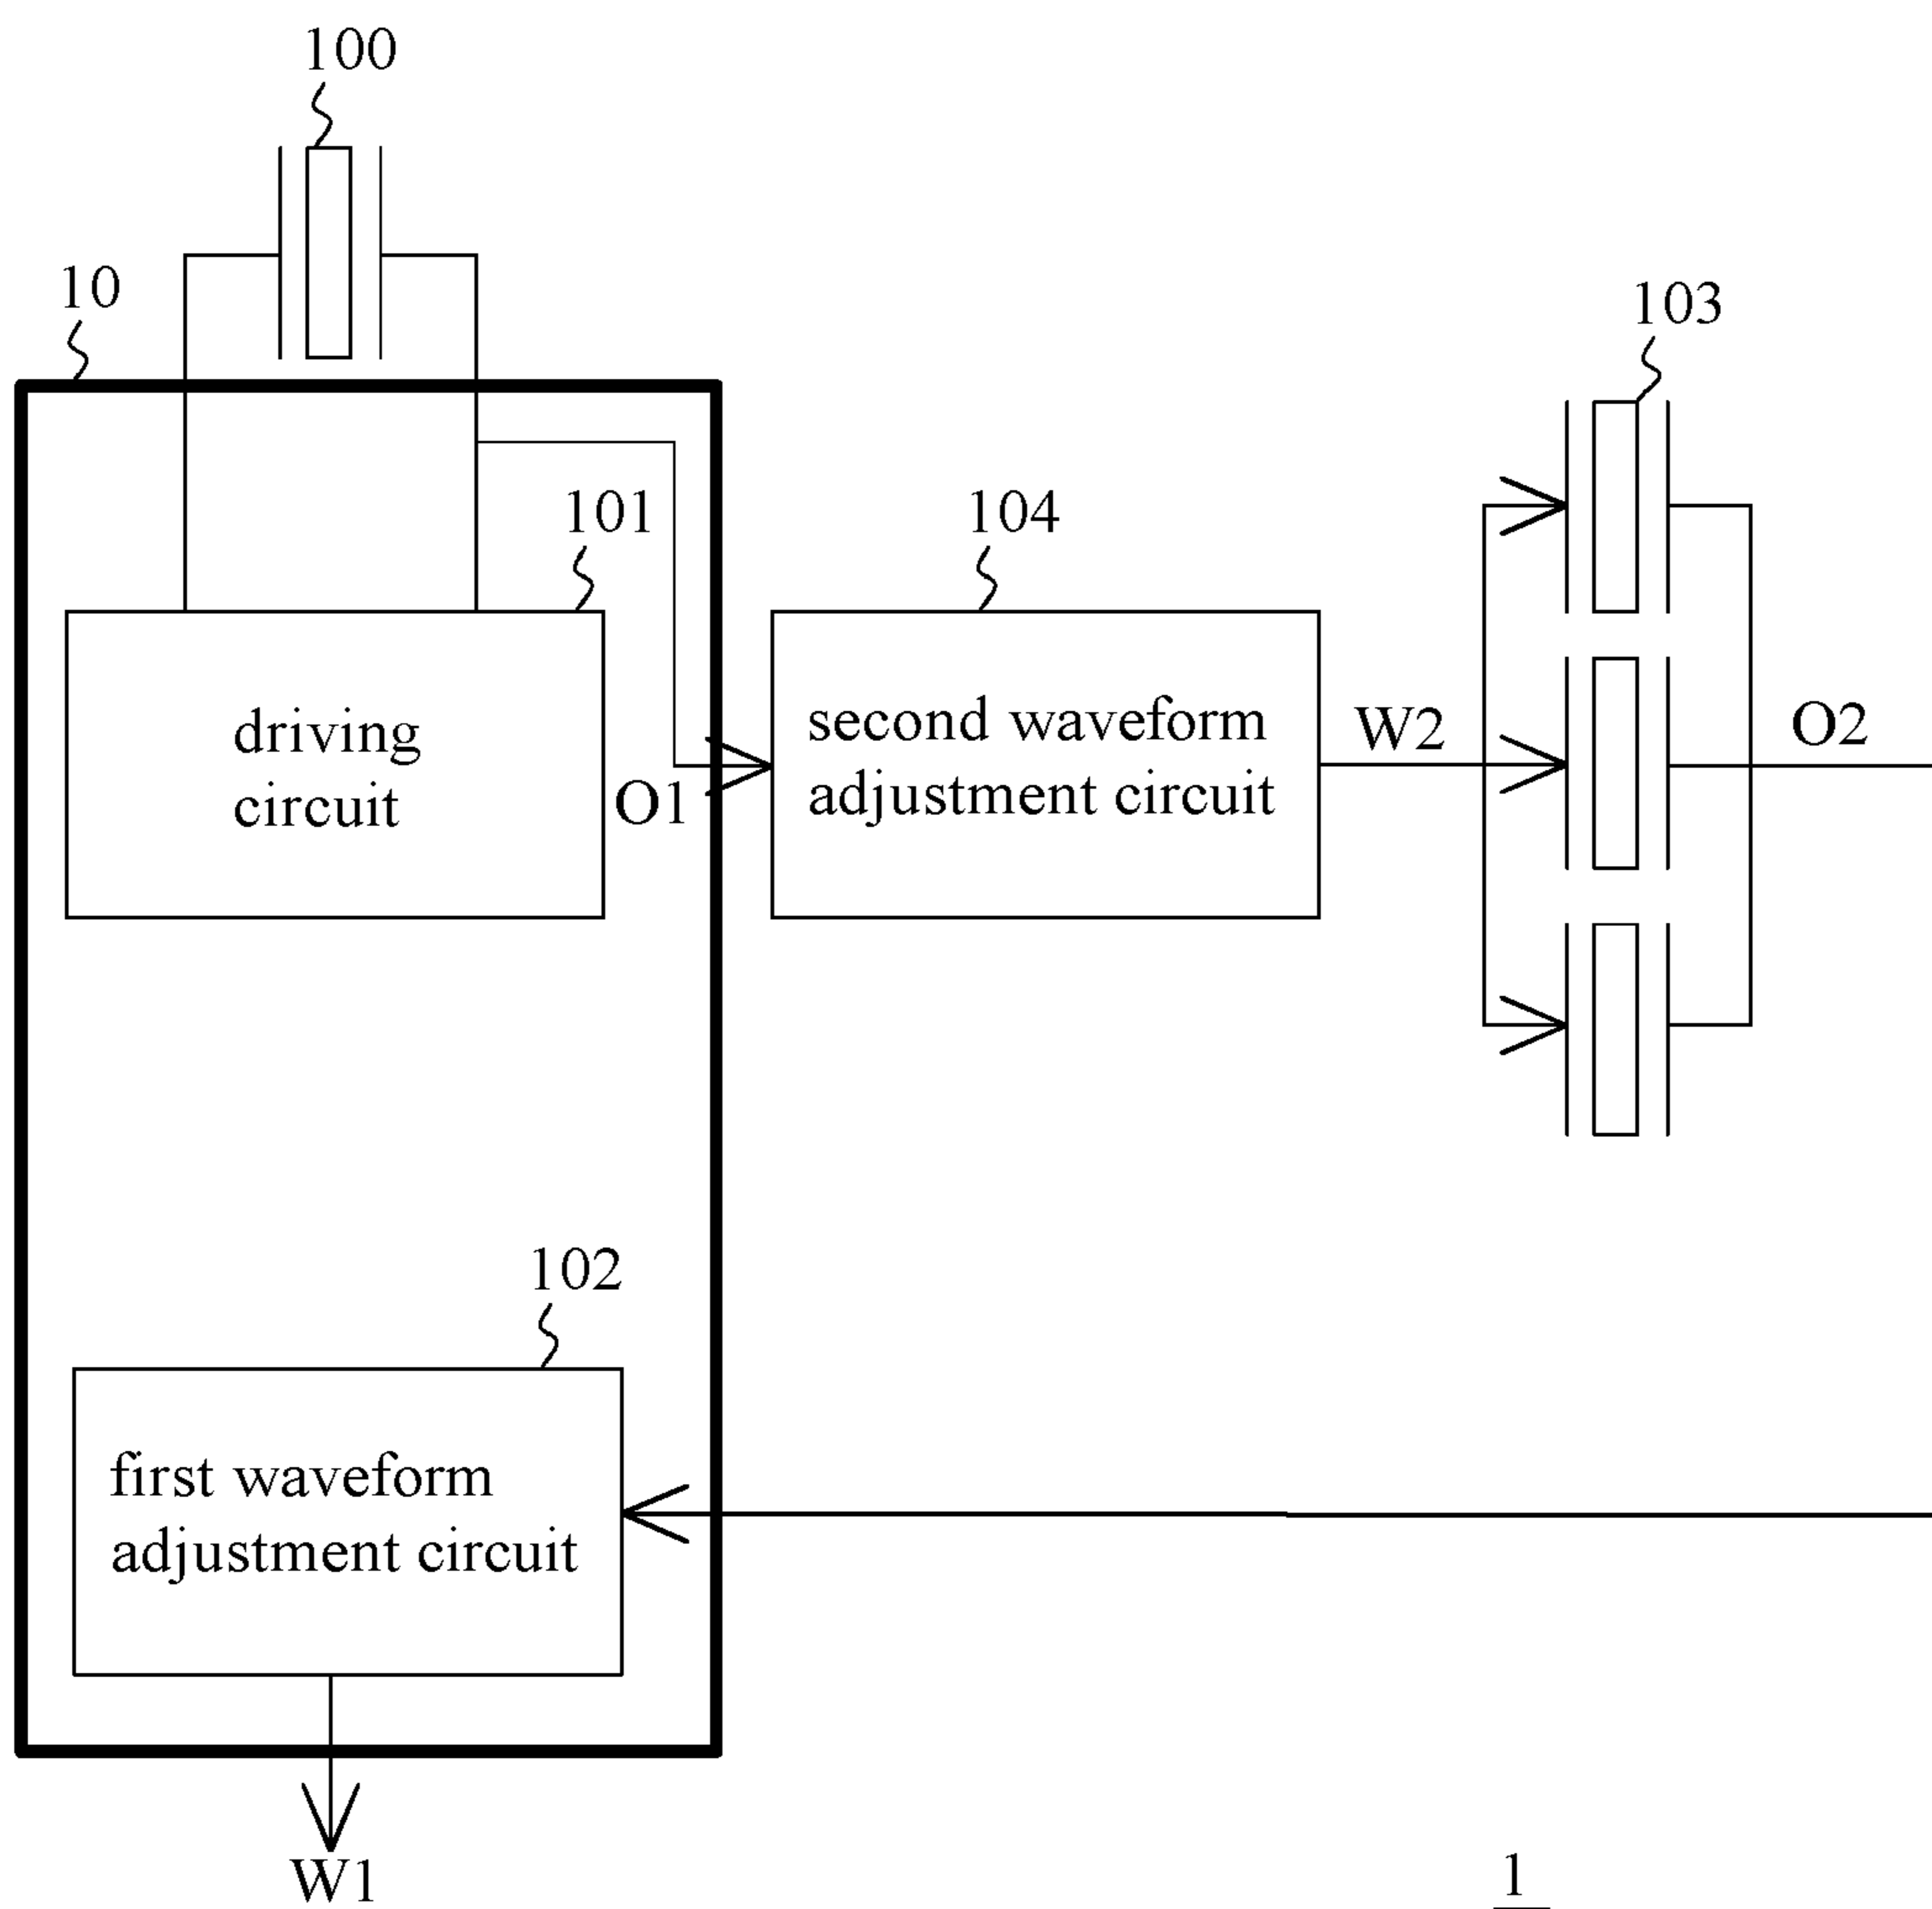 100
10
103
101
104
driving
circuit
O1
second waveform
adjustment circuit
W2
O2
102
first waveform
adjustment circuit
W1
1